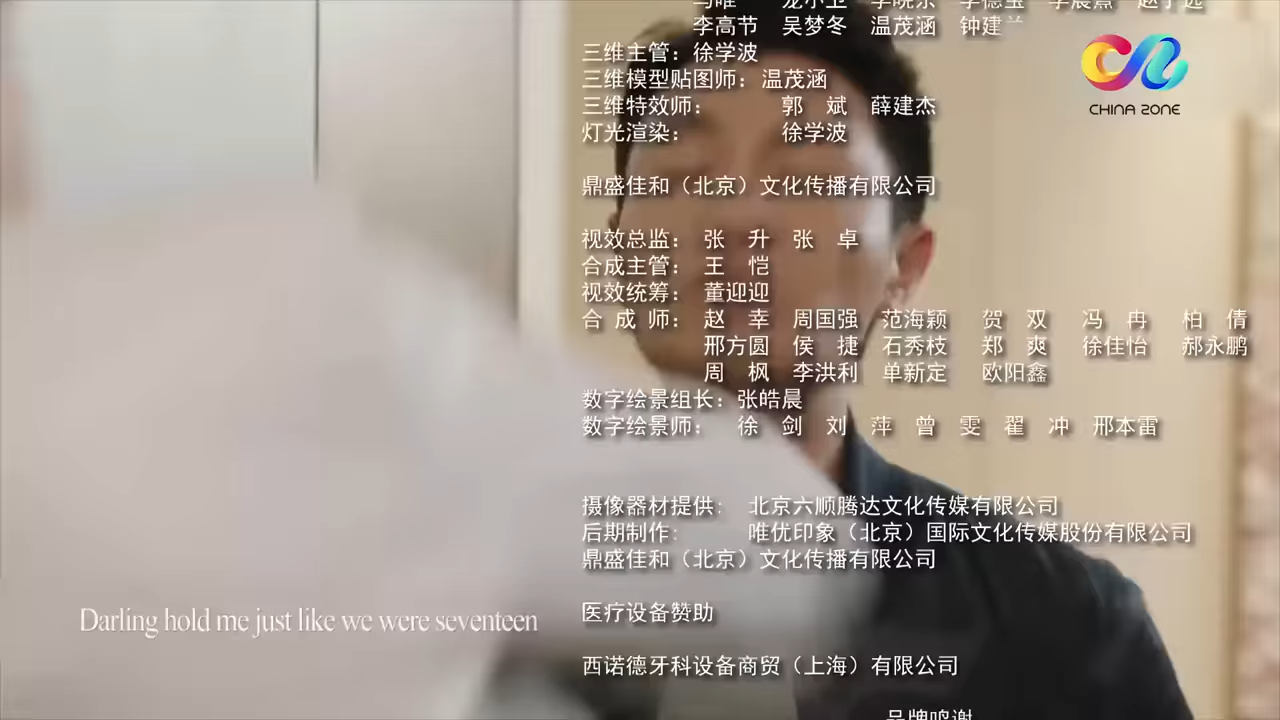 李高节 吴梦冬 温茂涵 钟建兰
三维主管：徐学波
三维模型贴图师：温茂涵
三维特效师： 郭 斌 薛建杰
灯光渲染： 徐学波
鼎盛佳和（北京）文化传播有限公司
视效总监： 张 升 张 卓
合成主管： 王 恺
视效统筹： 董迎迎
合 成 师： 赵 幸 周国强 范海颖 贺 双 冯 冉 柏 倩
邢方圆 侯 捷 石秀枝 郑 爽 徐佳怡 郝永鹏
周 枫 李洪利 单新定 欧阳鑫
数字绘景组长：张皓晨
数字绘景师： 徐 剑 刘 萍 曾 雯 翟 冲 邢本雷
摄像器材提供： 北京六顺腾达文化传媒有限公司
后期制作： 唯优印象（北京）国际文化传媒股份有限公司
鼎盛佳和（北京）文化传播有限公司
医疗设备赞助
西诺德牙科设备商贸（上海）有限公司
品牌鸣谢
CHINA ZONE
Darling hold me just like we were seventeen